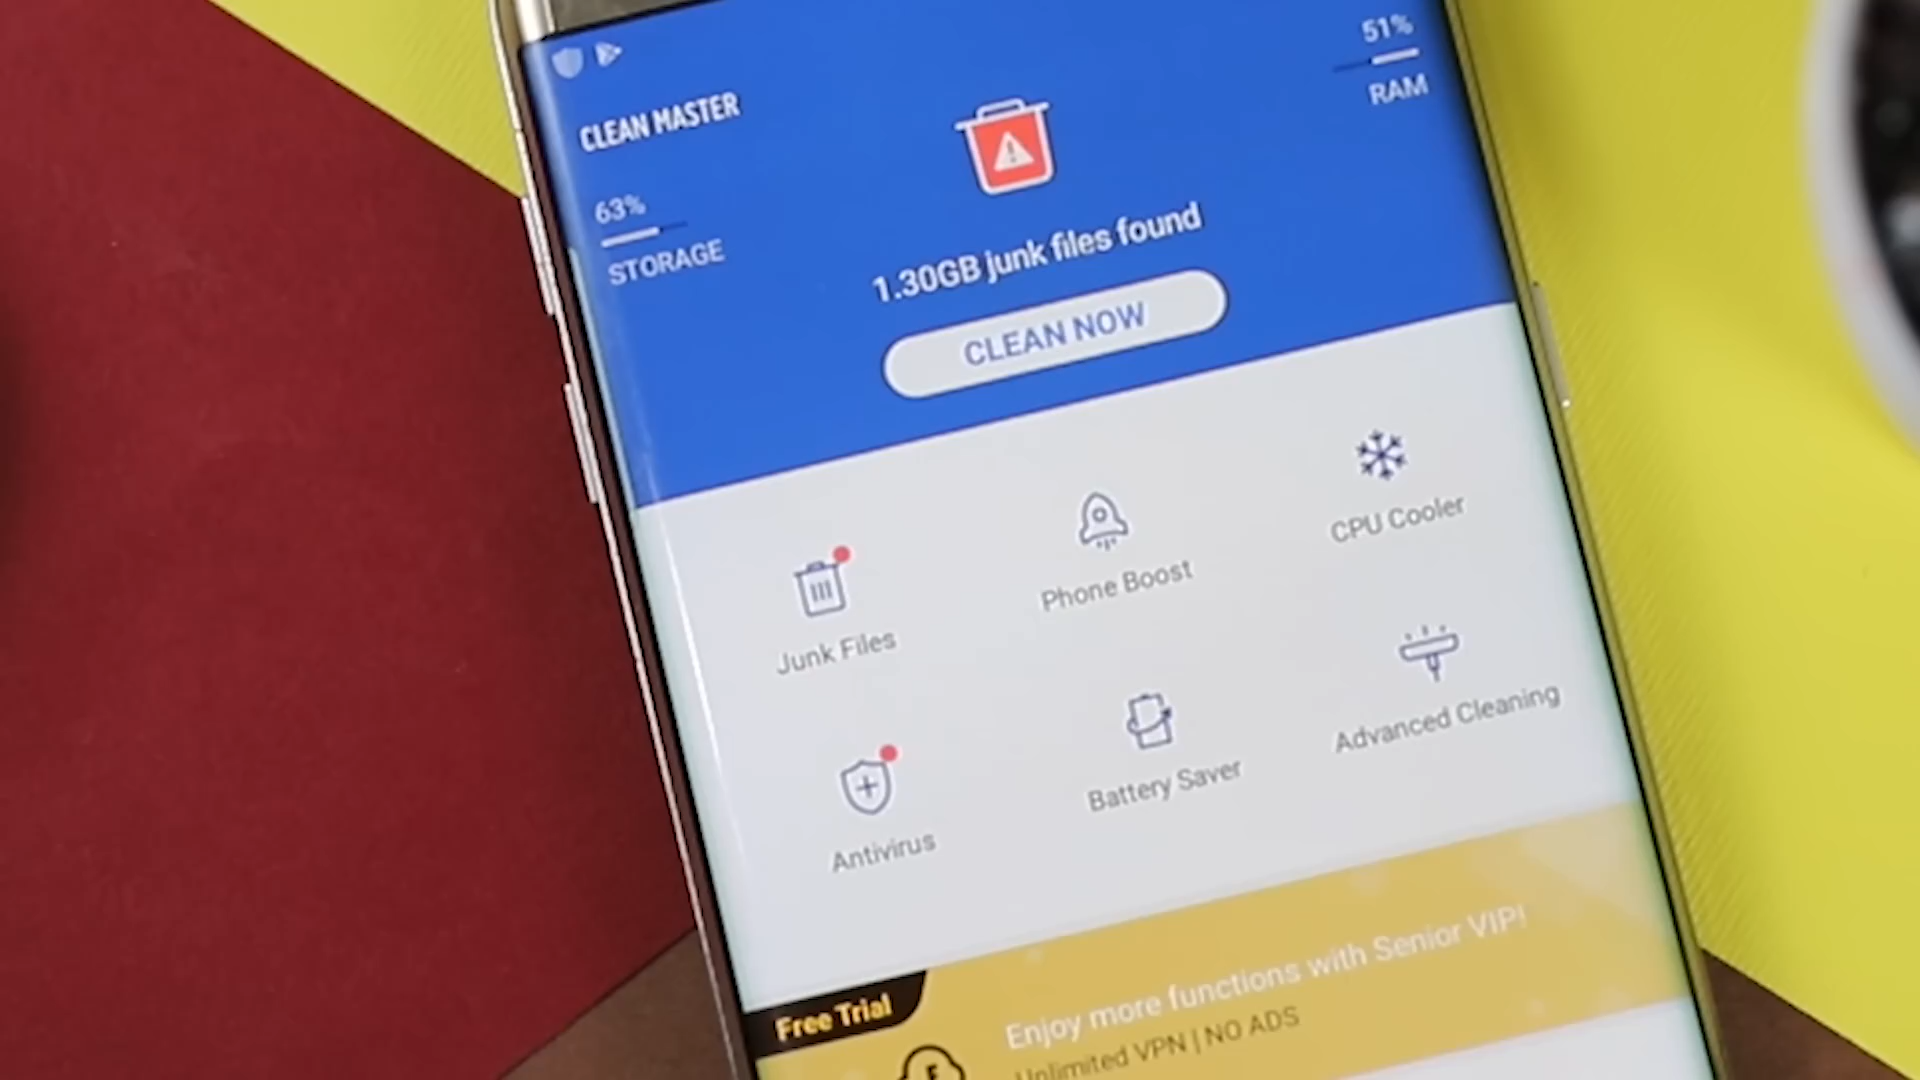 51%
RAM
CLEAN MASTER
63%
STORAGE
1.30GB junk files found
CLEAN NOW
Junk Files
Phone Boost
CPU Cooler
Antivirus
Battery Saver
Advanced Cleaning
Free Trial
Enjoy more functions with Senior VIP!
Unlimited VPN | NO ADS